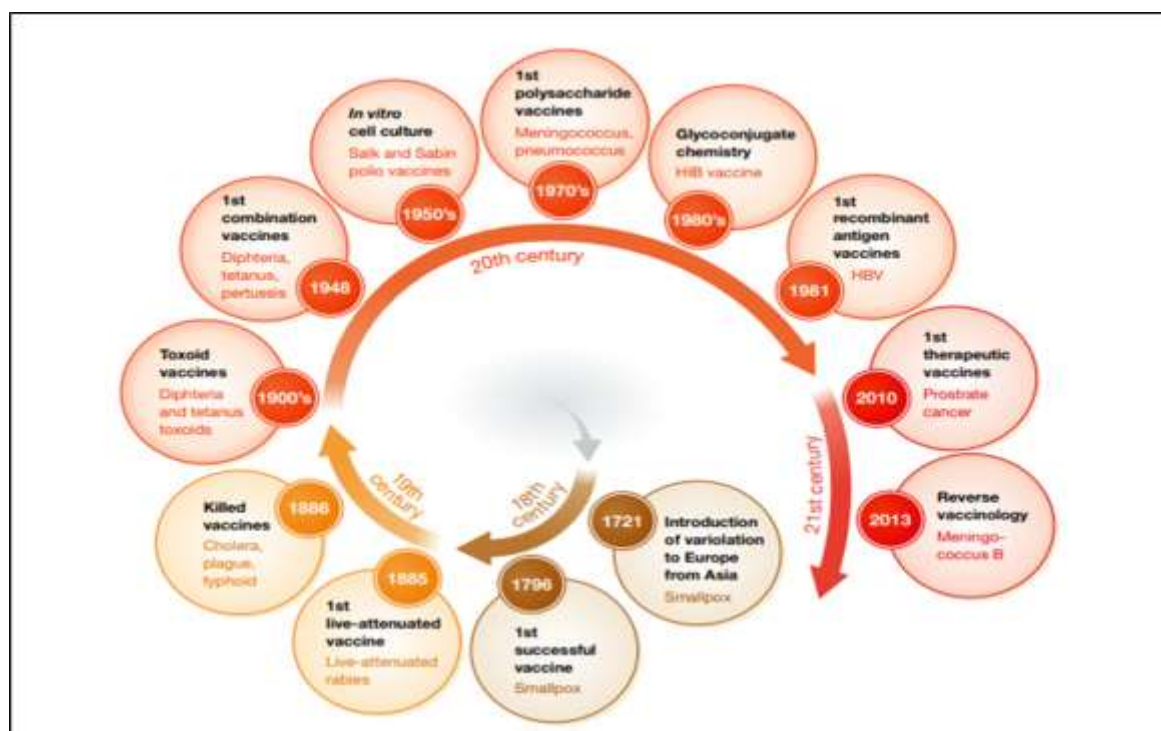 18th century
1721
Introduction
of variolation
to Europe
from Asia
Smallpox
1796
1st
successful
vaccine
Smallpox
19th
century
1885
1st
live-attenuated
vaccine
Live-attenuated
rabies
1886
Killed
vaccines
Cholera,
plague,
typhoid
20th century
1900's
Toxoid
vaccines
Diphteria
and tetanus
toxoids
1948
1st
combination
vaccines
Diphteria,
tetanus,
pertussis
1950's
In vitro
cell culture
Salk and Sabin
polio vaccines
1970's
1st
polysaccharide
vaccines
Meningococcus,
pneumococcus
1980's
Glycoconjugate
chemistry
HiB vaccine
1981
1st
recombinant
antigen
vaccines
HBV
21st century
2010
1st
therapeutic
vaccines
Prostrate
cancer
2013
Reverse
vaccinology
Meningo-
coccus B